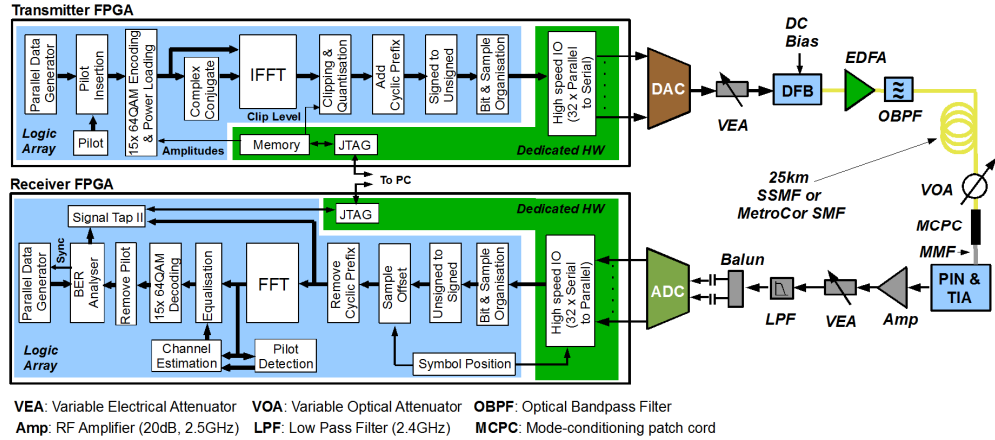 Transmitter FPGA
Parallel Data
Generator
Pilot
Insertion
Pilot
15x 64QAM Encoding
& Power Loading
Complex
Conjugate
IFFT
Clipping &
Quantisation
Add
Cyclic Prefix
Signed to
Unsigned
Bit & Sample
Organisation
High speed IO
(32 x Parallel
to Serial)
Logic
Array
Amplitudes
Clip Level
Memory
JTAG
Dedicated HW
To PC
DAC
VEA
DC
Bias
DFB
EDFA
OBPF
25km
SSMF or
MetroCor SMF
VOA
MCPC
MMF
PIN &
TIA
Amp
VEA
LPF
Balun
ADC
Receiver FPGA
Signal Tap II
JTAG
Dedicated HW
Parallel Data
Generator
Sync
BER
Analyser
Remove Pilot
15x 64QAM
Decoding
Equalisation
FFT
Remove
Cyclic Prefix
Sample
Offset
Unsigned to
Signed
Bit & Sample
Organisation
High speed IO
(32 x Serial
to Parallel)
Logic
Array
Channel
Estimation
Pilot
Detection
Symbol Position
VEA: Variable Electrical Attenuator VOA: Variable Optical Attenuator OBPF: Optical Bandpass Filter
Amp: RF Amplifier (20dB, 2.5GHz) LPF: Low Pass Filter (2.4GHz) MCPC: Mode-conditioning patch cord